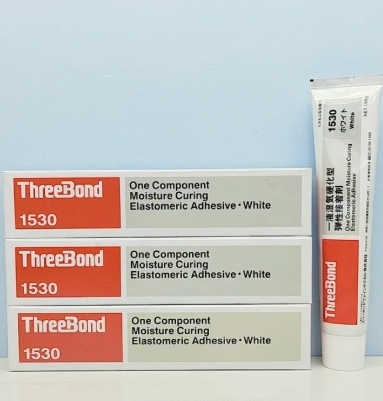 ThreeBond
1530
One Component
Moisture Curing
Elastomeric Adhesive・White
ThreeBond
1530
One Component
Moisture Curing
Elastomeric Adhesive・White
ThreeBond
1530
One Component
Moisture Curing
Elastomeric Adhesive・White
1530
ホワイト
White
一液湿気硬化型
弾性接着剤
One Component Moisture Curing
Elastomeric Adhesive
ThreeBond